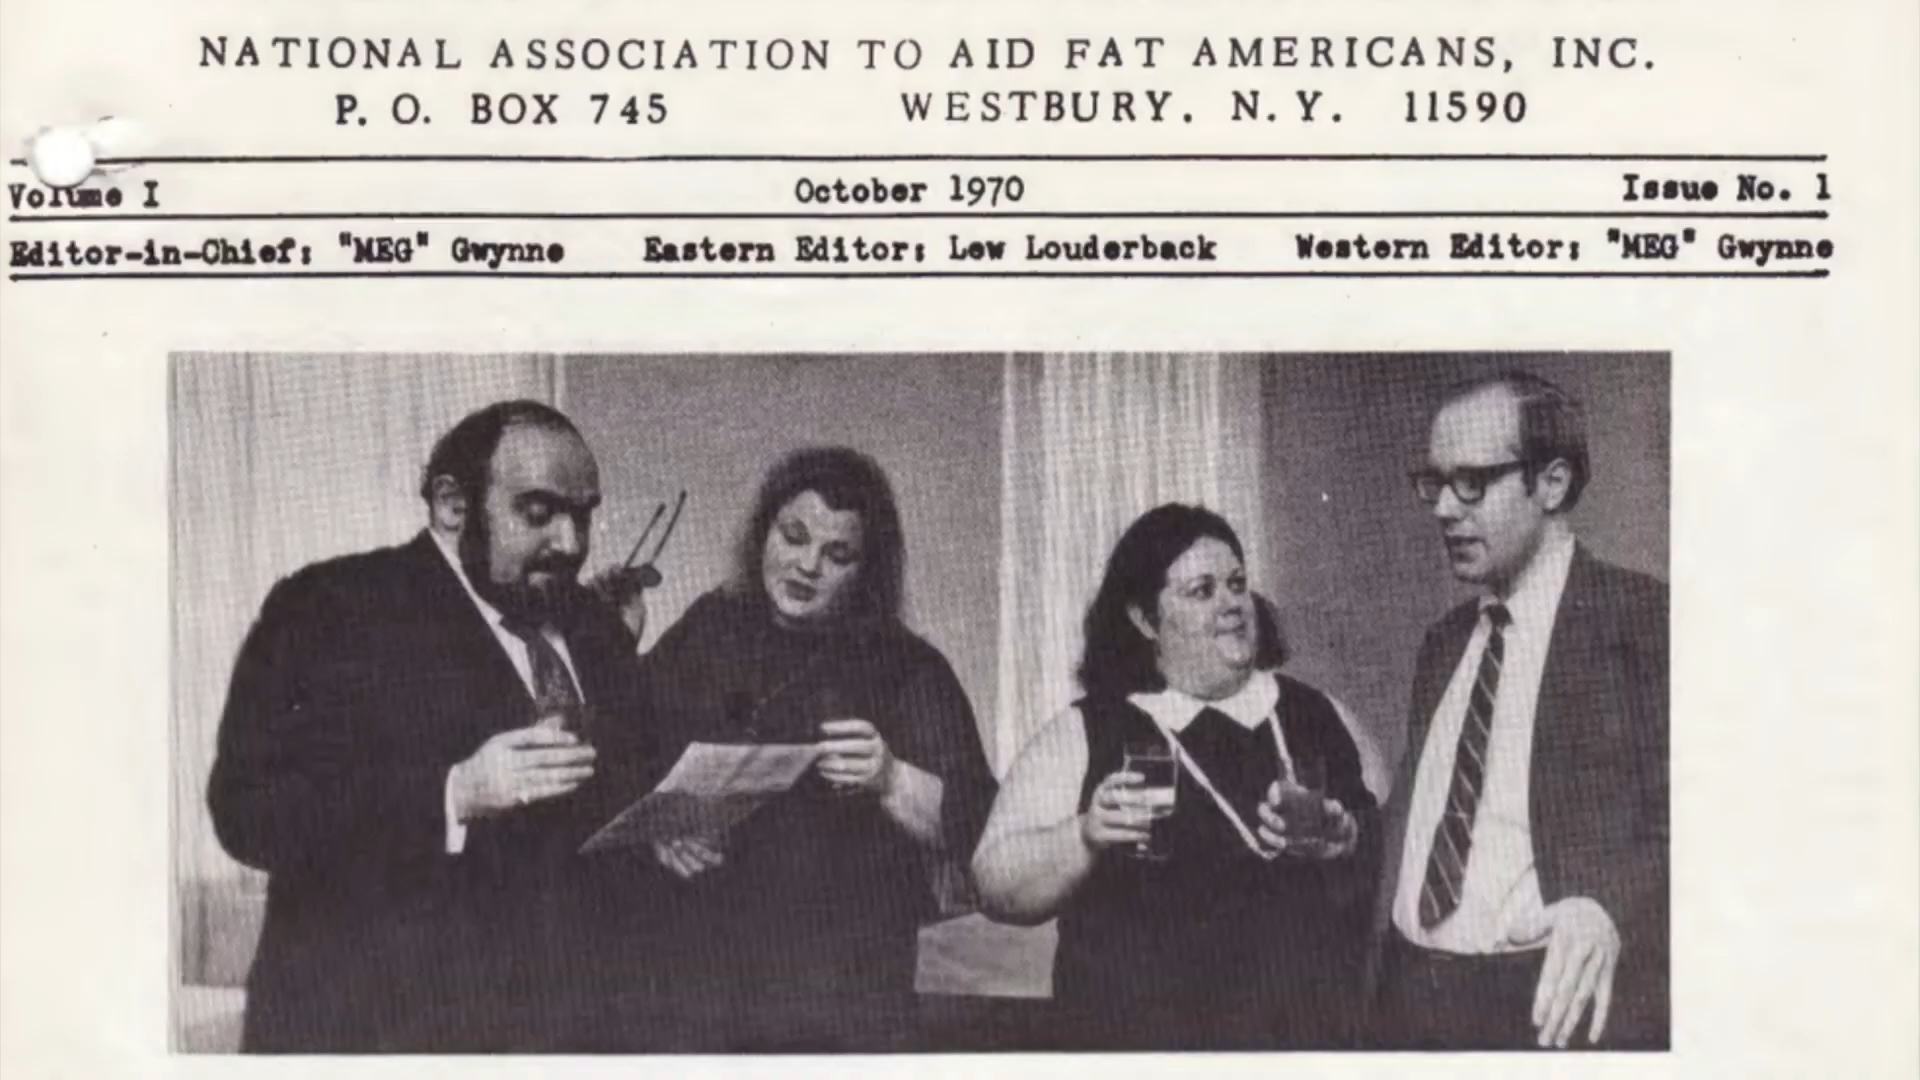 NATIONAL ASSOCIATION TO AID FAT AMERICANS, INC.
P. O. BOX 745 WESTBURY, N. Y. 11590
Volume I October 1970 Issue No. 1
Editor-in-Chief: "MEG" Gwynne Eastern Editor: Lew Louderback Western Editor: "MEG" Gwynne